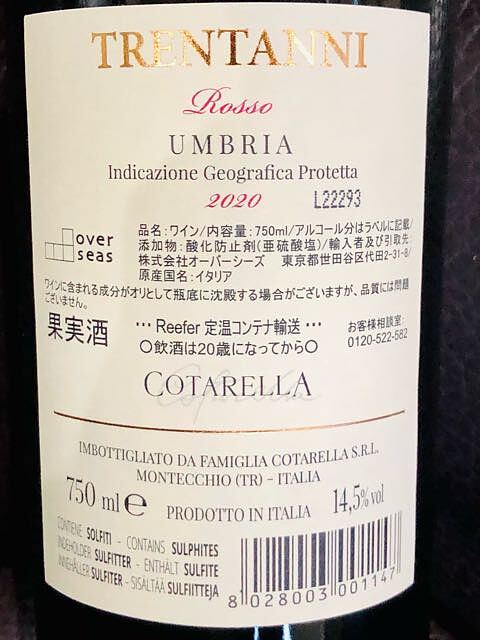 TRENTANNI
Rosso
UMBRIA
Indicazione Geografica Protetta
2020 L22293
over
seas
品名:ワイン/内容量:750ml/アルコール分はラベルに記載/
添加物:酸化防止剤(亜硫酸塩)/輸入者及び引取先:
株式会社オーバーシーズ 東京都世田谷区代田2-31-8/
原産国名:イタリア
ワインに含まれる成分がオリとして瓶底に沈殿する場合がございますが、品質には問題
ございません。
果実酒
… Reefer 定温コンテナ輸送 …
〇飲酒は20歳になってから〇
お客様相談室:
0120-522-582
COTARELLA
IMBOTTIGLIATO DA FAMIGLIA COTARELLA S.R.L.
MONTECCHIO (TR) – ITALIA
750 ml e PRODOTTO IN ITALIA 14,5% vol
CONTIENE SOLFITI - CONTAINS SULPHITES
INDEHOLDER SULFITTER - ENTHÄLT SULFITE
INNEHÅLLER SULFITER - SISÄLTÄÄ SULFIITTEJA
8 028003 001147